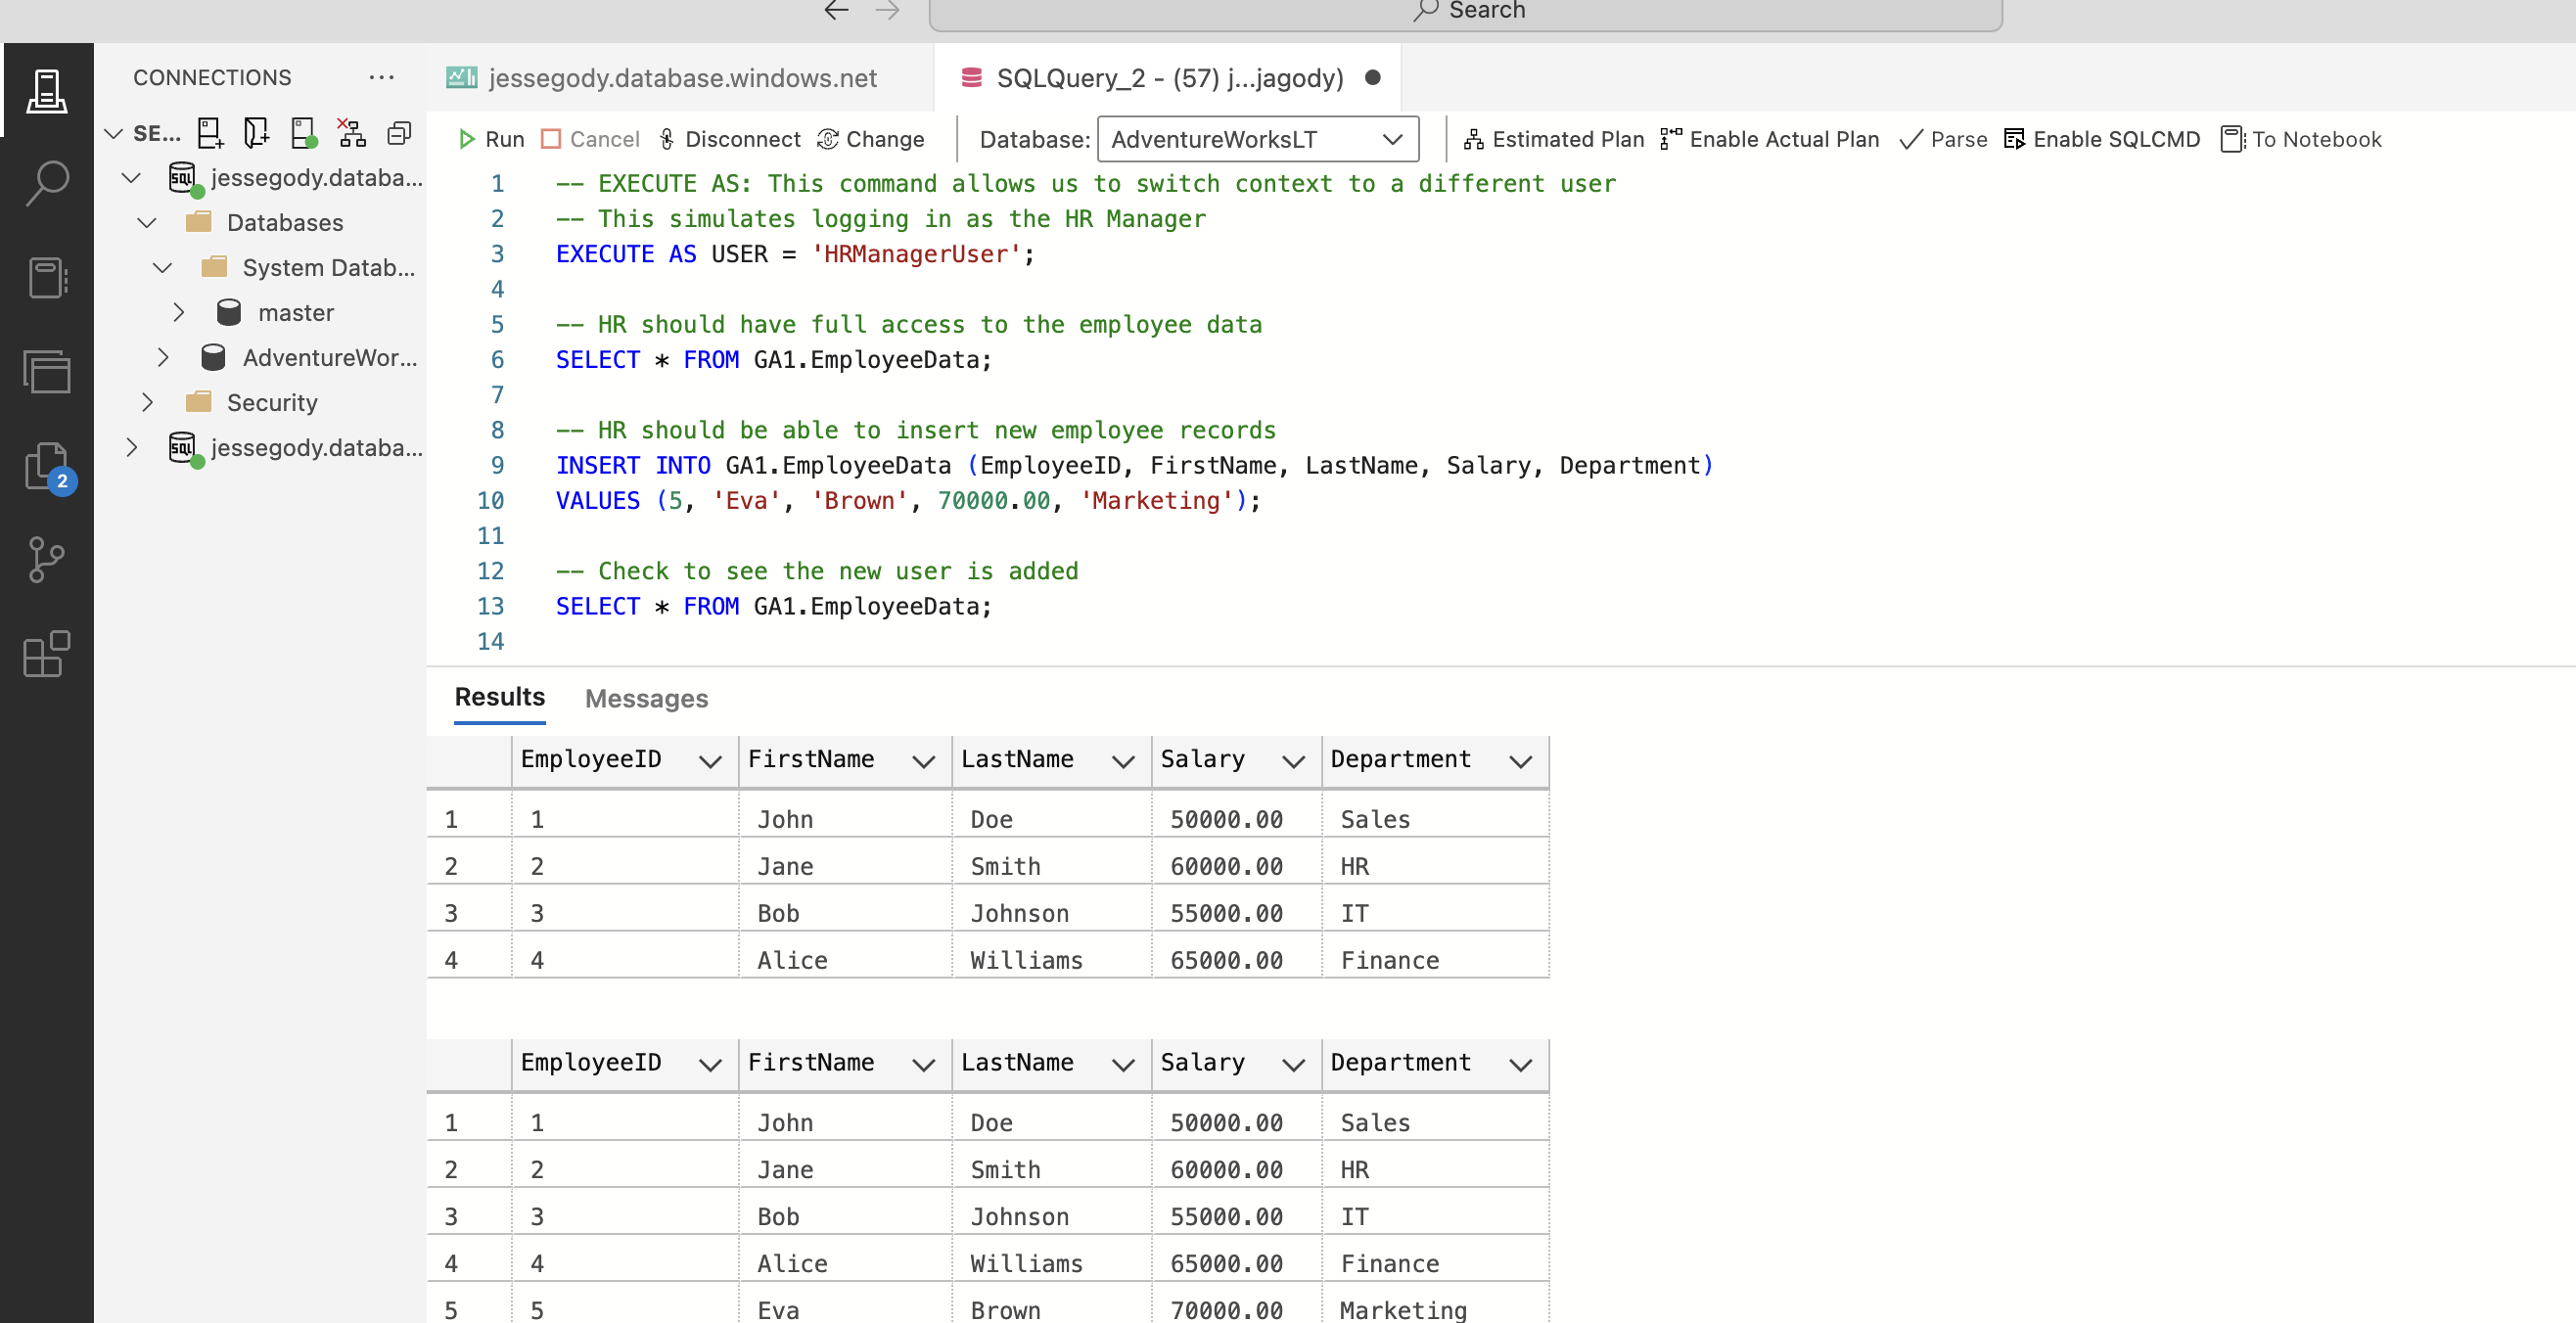 Search
CONNECTIONS ...
SE...
jessegody.databa...
Databases
System Datab...
master
AdventureWor...
Security
jessegody.databa...
2
jessegody.database.windows.net
SQLQuery_2 - (57) j...jagody)
Run Cancel Disconnect Change Database: AdventureWorksLT Estimated Plan Enable Actual Plan Parse Enable SQLCMD To Notebook
1 -- EXECUTE AS: This command allows us to switch context to a different user
2 -- This simulates logging in as the HR Manager
3 EXECUTE AS USER = 'HRManagerUser';
4
5 -- HR should have full access to the employee data
6 SELECT * FROM GA1.EmployeeData;
7
8 -- HR should be able to insert new employee records
9 INSERT INTO GA1.EmployeeData (EmployeeID, FirstName, LastName, Salary, Department)
10 VALUES (5, 'Eva', 'Brown', 70000.00, 'Marketing');
11
12 -- Check to see the new user is added
13 SELECT * FROM GA1.EmployeeData;
14
Results Messages
EmployeeID FirstName LastName Salary Department
1 1 John Doe 50000.00 Sales
2 2 Jane Smith 60000.00 HR
3 3 Bob Johnson 55000.00 IT
4 4 Alice Williams 65000.00 Finance
EmployeeID FirstName LastName Salary Department
1 1 John Doe 50000.00 Sales
2 2 Jane Smith 60000.00 HR
3 3 Bob Johnson 55000.00 IT
4 4 Alice Williams 65000.00 Finance
5 5 Eva Brown 70000.00 Marketing